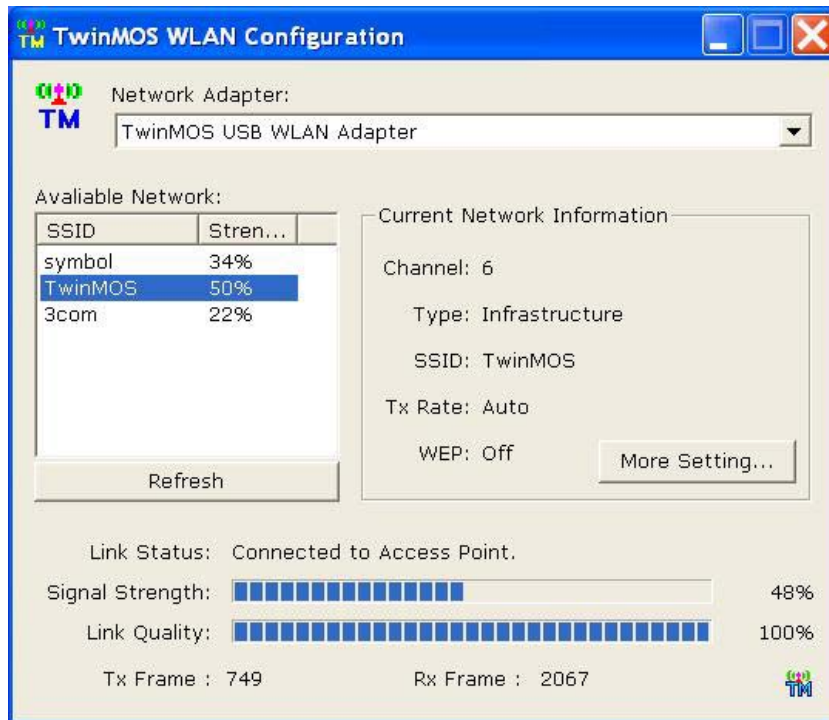 TwinMOS WLAN Configuration
TM
Network Adapter:
TM
TwinMOS USB WLAN Adapter
Avaliable Network:
SSID Stren...
symbol 34%
TwinMOS 50%
3com 22%
Refresh
Current Network Information
Channel: 6
Type: Infrastructure
SSID: TwinMOS
Tx Rate: Auto
WEP: Off
More Setting...
Link Status: Connected to Access Point.
Signal Strength: 48%
Link Quality: 100%
Tx Frame : 749 Rx Frame : 2067
TM